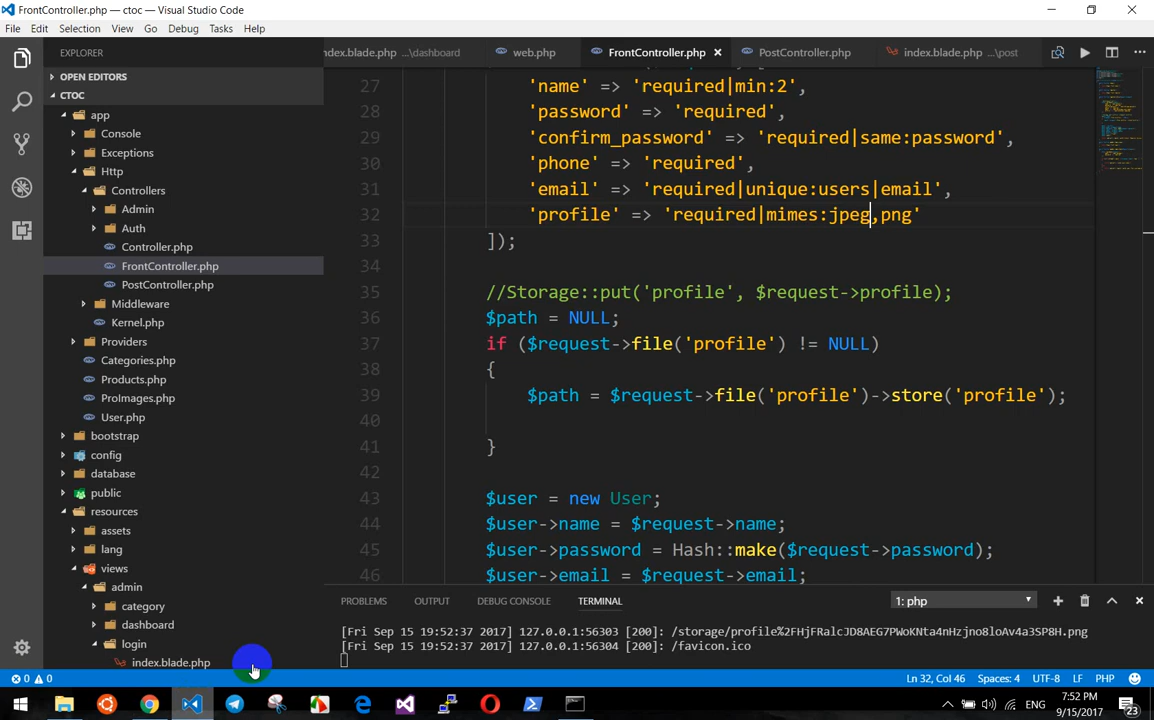 FrontController.php — ctoc — Visual Studio Code
File Edit Selection View Go Debug Tasks Help
EXPLORER
ndex.blade.php ...\dashboard
web.php
FrontController.php
PostController.php
index.blade.php ...\post
OPEN EDITORS
CTOC
app
Console
Exceptions
Http
Controllers
Admin
Auth
Controller.php
FrontController.php
PostController.php
Middleware
Kernel.php
Providers
Categories.php
Products.php
ProImages.php
User.php
bootstrap
config
database
public
resources
assets
lang
views
admin
category
dashboard
login
index.blade.php
27 'name' => 'required|min:2',
28 'password' => 'required',
29 'confirm_password' => 'required|same:password',
30 'phone' => 'required',
31 'email' => 'required|unique:users|email',
32 'profile' => 'required|mimes:jpeg,png'
33 ]);
34
35 //Storage::put('profile', $request->profile);
36 $path = NULL;
37 if ($request->file('profile') != NULL)
38 {
39 $path = $request->file('profile')->store('profile');
40
41 }
42
43 $user = new User;
44 $user->name = $request->name;
45 $user->password = Hash::make($request->password);
46 $user->email = $request->email;
PROBLEMS OUTPUT DEBUG CONSOLE TERMINAL 1: php
[Fri Sep 15 19:52:37 2017] 127.0.0.1:56303 [200]: /storage/profile%2FHjFRalcJD8AEG7PWoKNta4nHzjno8loAv4a3SP8H.png
[Fri Sep 15 19:52:37 2017] 127.0.0.1:56304 [200]: /favicon.ico
0 0 Ln 32, Col 46 Spaces: 4 UTF-8 LF PHP
ENG 7:52 PM
9/15/2017 23